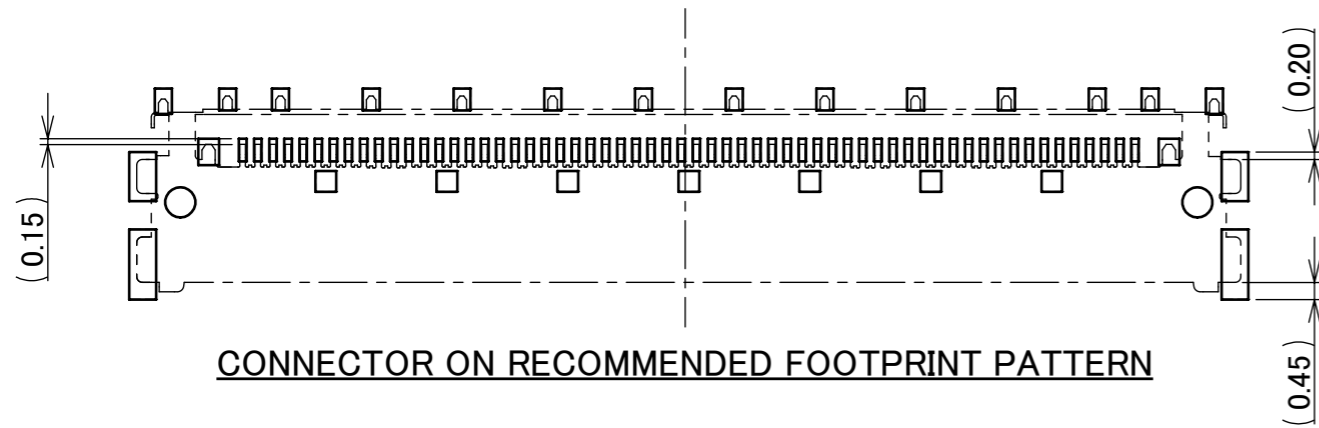 (0.20)
(0.15)
CONNECTOR ON RECOMMENDED FOOTPRINT PATTERN
(0.45)